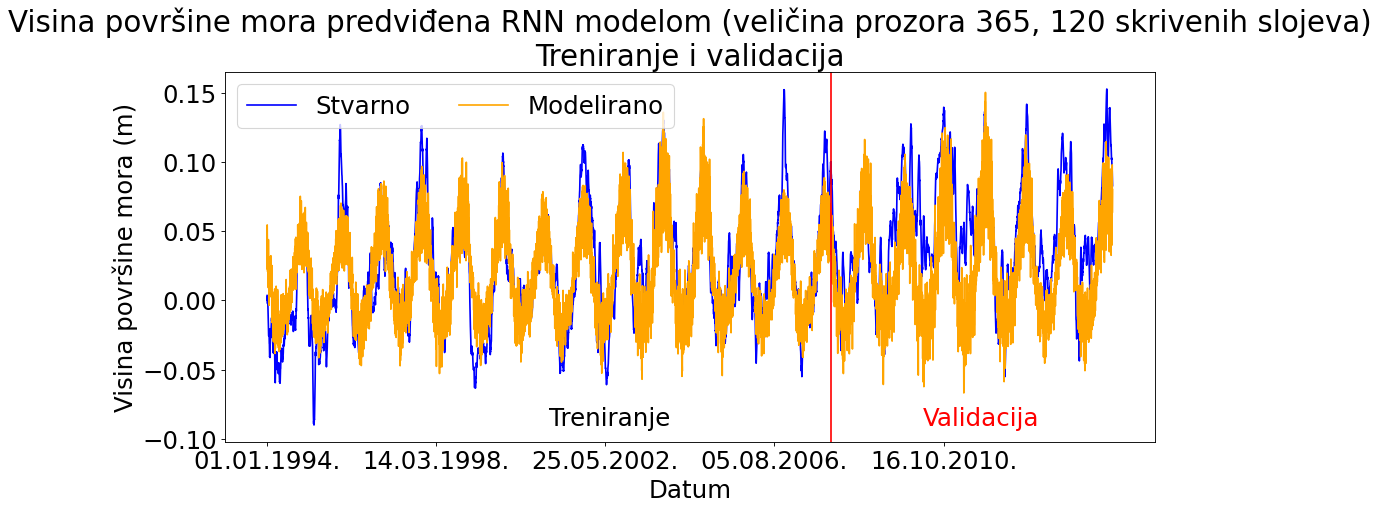 Visina površine mora predviđena RNN modelom (veličina prozora 365, 120 skrivenih slojeva)
Treniranje i validacija
Stvarno
Modelirano
Visina površine mora (m)
0.15
0.10
0.05
0.00
−0.05
−0.10
Treniranje
Validacija
01.01.1994.
14.03.1998.
25.05.2002.
05.08.2006.
16.10.2010.
Datum